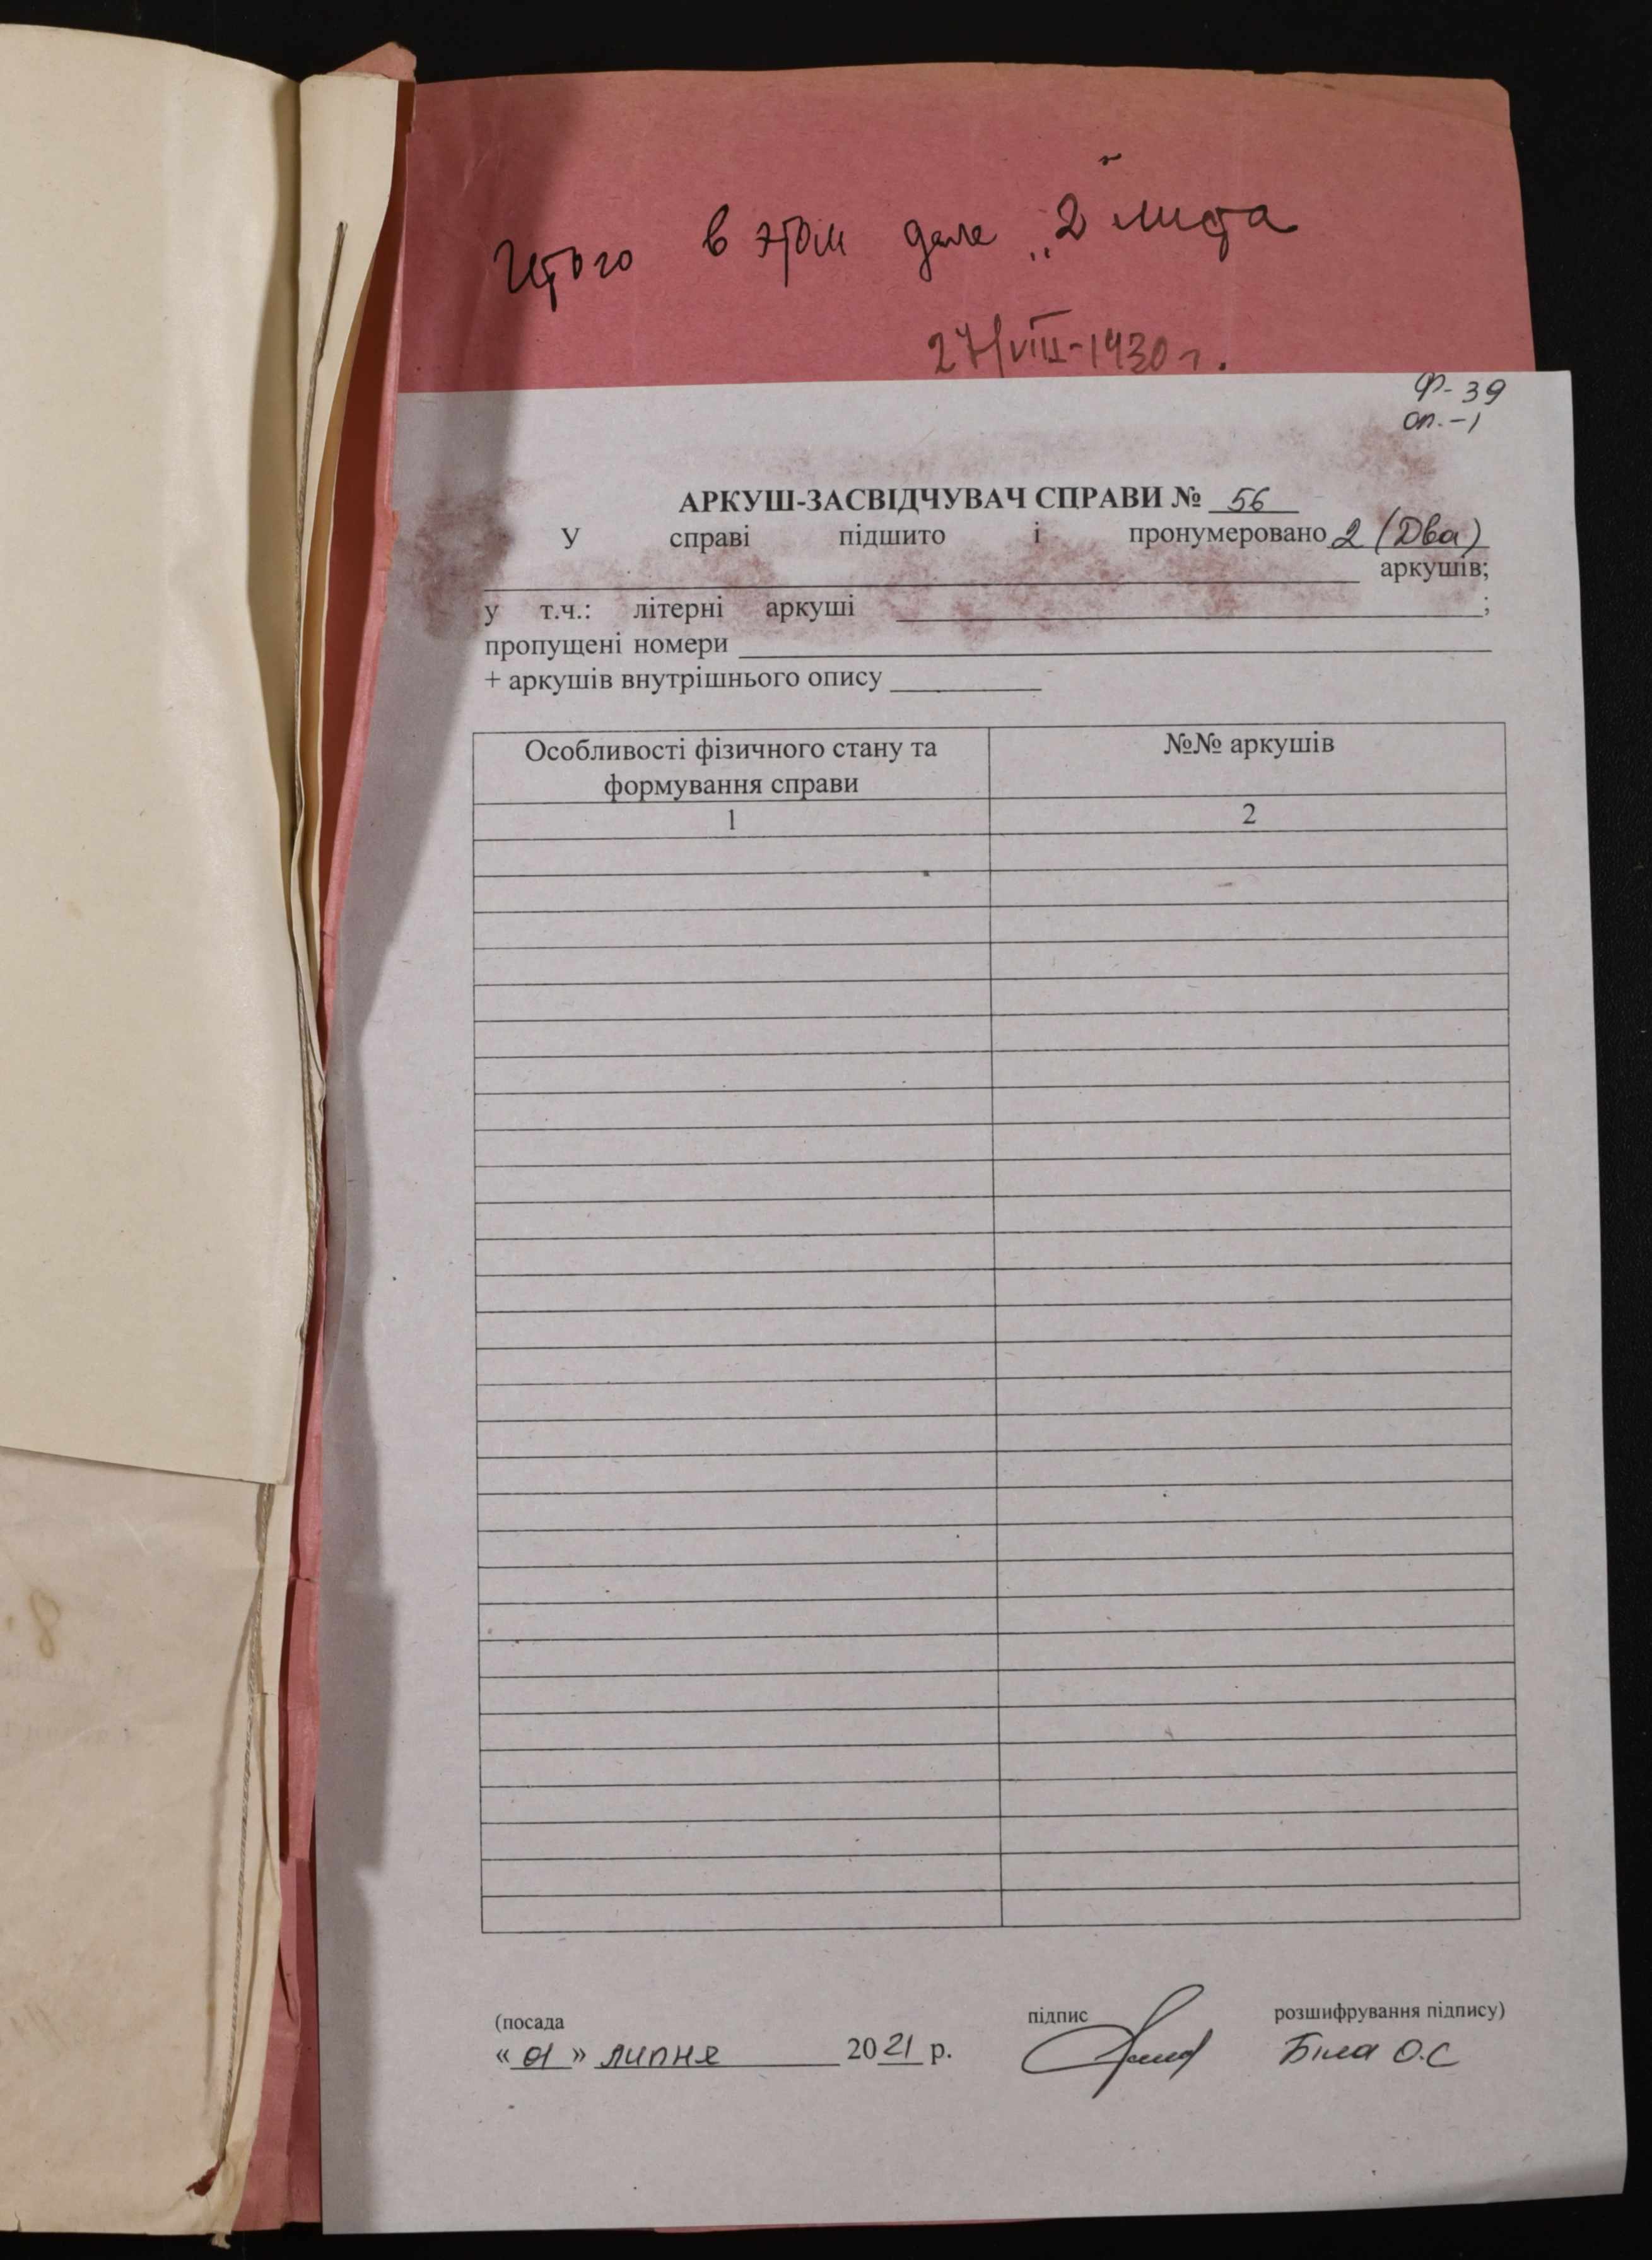 Итого в этом деле „2" листа
27/VIII-1930 г.
Ф-39
оп.-1
АРКУШ-ЗАСВІДЧУВАЧ СПРАВИ № 56
У справі підшито і пронумеровано 2 (Два)
аркушів;
у т.ч.: літерні аркуші ;
пропущені номери
+ аркушів внутрішнього опису
Особливості фізичного стану та
формування справи
№№ аркушів
1 2
(посада підпис розшифрування підпису)
«01» липня 2021 р. Біла О.С
8